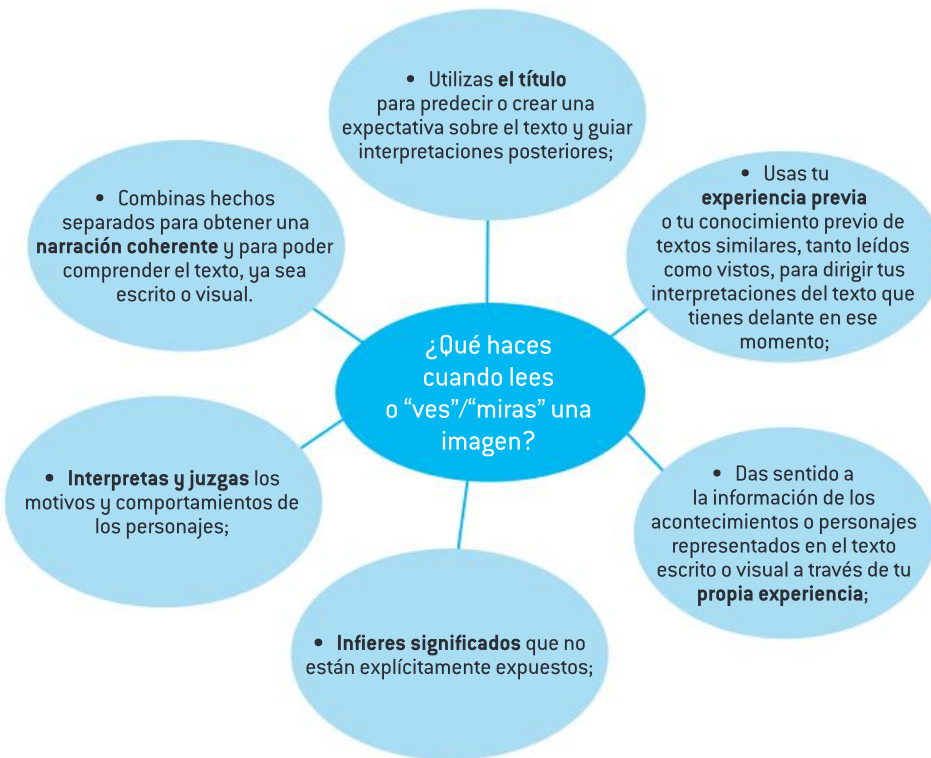 ¿Qué haces
cuando lees
o “ves”/“miras” una
imagen?
• Utilizas el título
para predecir o crear una
expectativa sobre el texto y guiar
interpretaciones posteriores;
• Usas tu
experiencia previa
o tu conocimiento previo de
textos similares, tanto leídos
como vistos, para dirigir tus
interpretaciones del texto que
tienes delante en ese
momento;
• Das sentido a
la información de los
acontecimientos o personajes
representados en el texto
escrito o visual a través de tu
propia experiencia;
• Infieres significados que no
están explícitamente expuestos;
• Interpretas y juzgas los
motivos y comportamientos de
los personajes;
• Combinas hechos
separados para obtener una
narración coherente y para poder
comprender el texto, ya sea
escrito o visual.